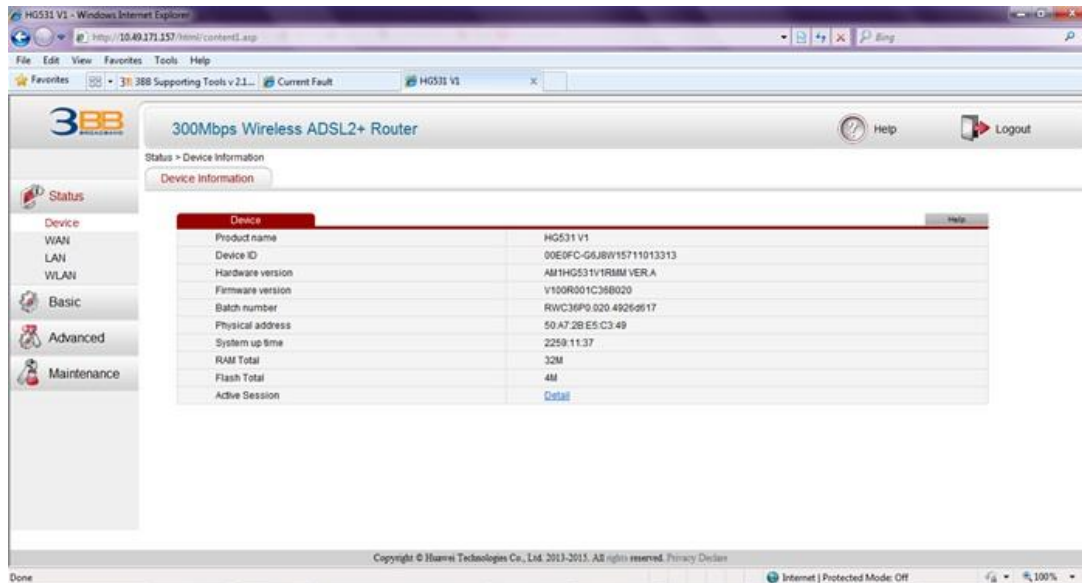 HG531 V1 - Windows Internet Explorer
http://10.49.171.157/html/content1.asp
Bing
File Edit View Favorites Tools Help
Favorites 3BB Supporting Tools v 2.1... Current Fault HG531 V1
3BB
BROADBAND
300Mbps Wireless ADSL2+ Router
Help
Logout
Status > Device Information
Device Information
Status
Device
WAN
LAN
WLAN
Basic
Advanced
Maintenance
Device Help
Product name HG531 V1
Device ID 00E0FC-G6J8W15711013313
Hardware version AM1HG531V1RMM VER.A
Firmware version V100R001C36B020
Batch number RWC36P0.020.4926d617
Physical address 50:A7:2B:E5:C3:49
System up time 2259:11:37
RAM Total 32M
Flash Total 4M
Active Session Detail
Copyright © Huawei Technologies Co., Ltd. 2013-2015. All rights reserved. Privacy Declare
Done Internet | Protected Mode: Off 100%